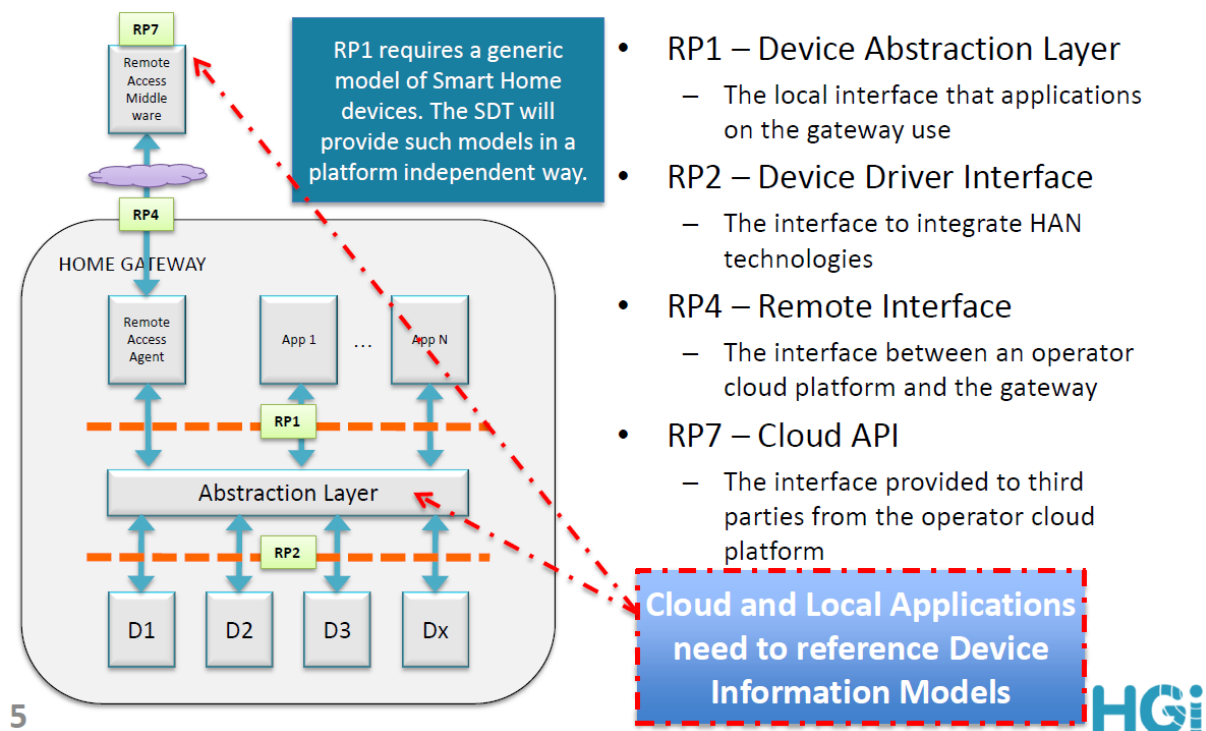 RP7
Remote
Access
Middle
ware
RP4
HOME GATEWAY
Remote
Access
Agent
App 1
...
App N
RP1
Abstraction Layer
RP2
D1
D2
D3
Dx
5
RP1 requires a generic
model of Smart Home
devices. The SDT will
provide such models in a
platform independent way.
• RP1 – Device Abstraction Layer
– The local interface that applications
on the gateway use
• RP2 – Device Driver Interface
– The interface to integrate HAN
technologies
• RP4 – Remote Interface
– The interface between an operator
cloud platform and the gateway
• RP7 – Cloud API
– The interface provided to third
parties from the operator cloud
platform
Cloud and Local Applications
need to reference Device
Information Models
HGi